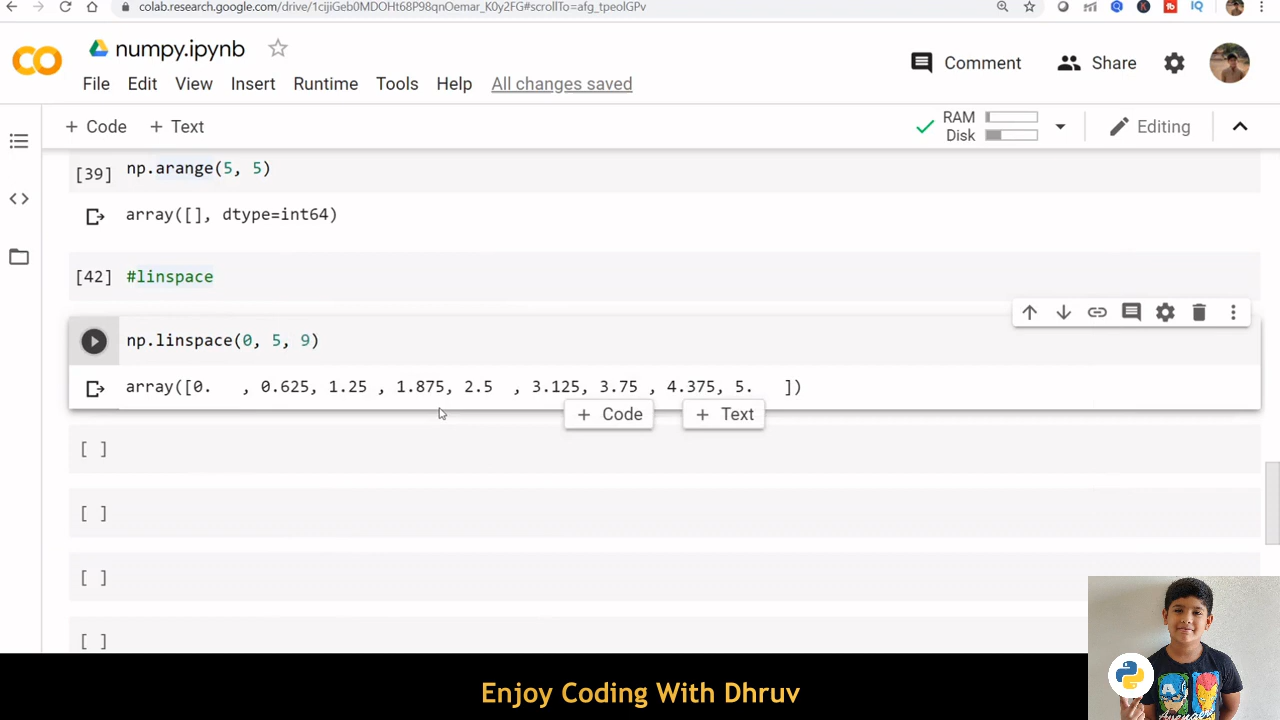 colab.research.google.com/drive/1cijiGeb0MDOHt68P98qnOemar_K0y2FG#scrollTo=afg_tpeolGPv
numpy.ipynb
Comment
Share
File Edit View Insert Runtime Tools Help All changes saved
+ Code + Text
RAM
Disk
Editing
[39] np.arange(5, 5)
array([], dtype=int64)
[42] #linspace
np.linspace(0, 5, 9)
array([0.   , 0.625, 1.25 , 1.875, 2.5  , 3.125, 3.75 , 4.375, 5.   ])
+ Code + Text
[ ]
[ ]
[ ]
[ ]
Enjoy Coding With Dhruv